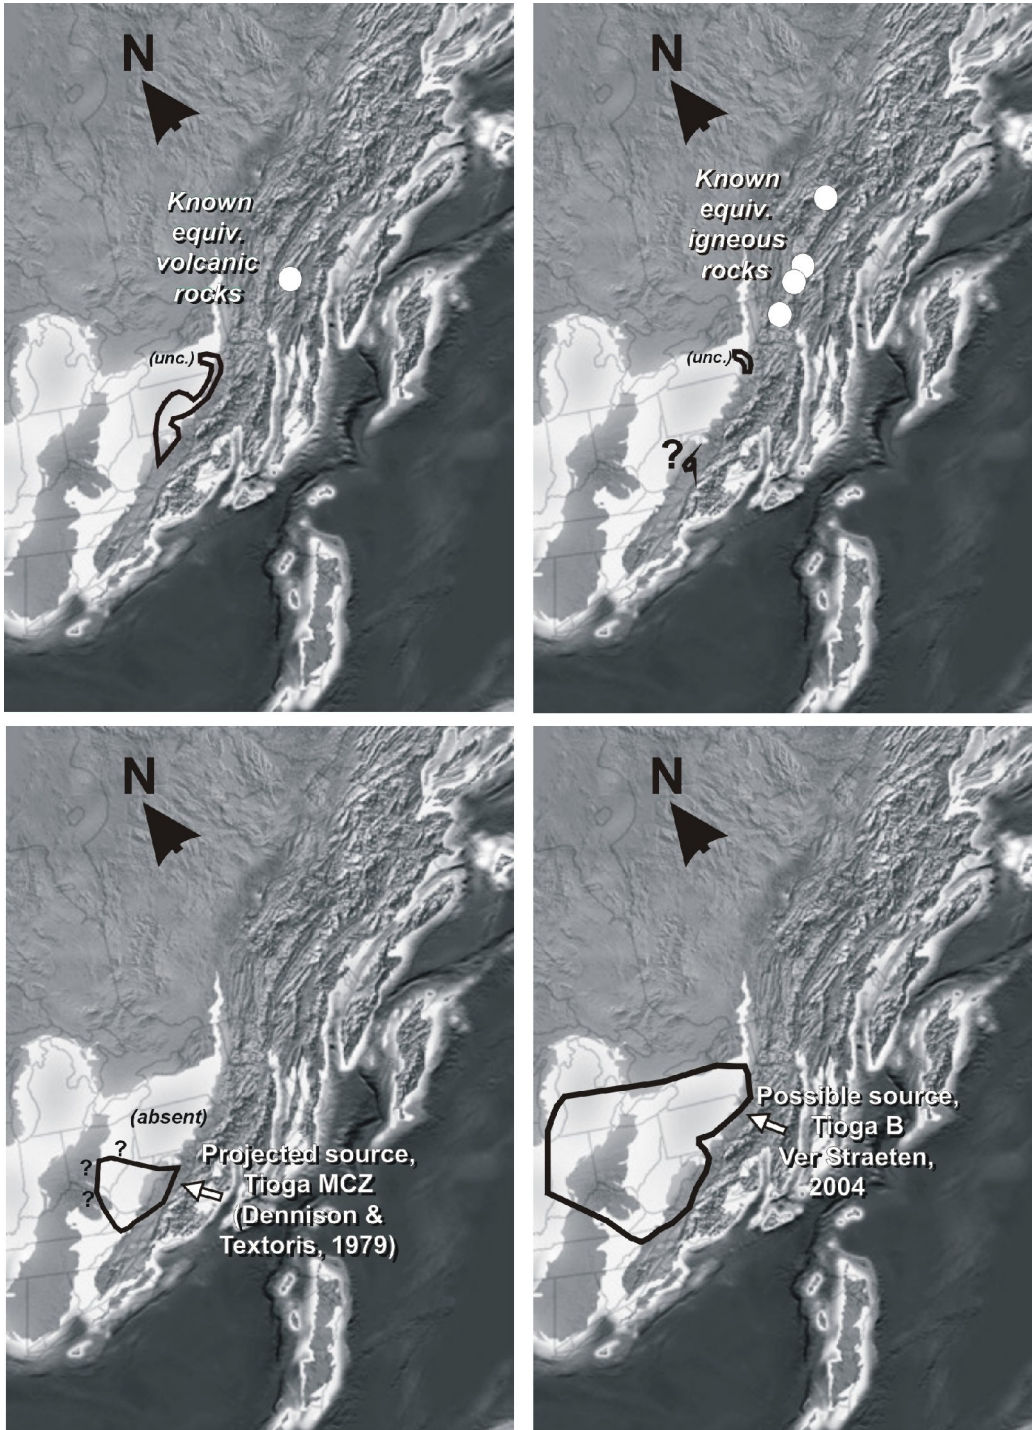 N
Known
equiv.
volcanic
rocks
(unc.)
N
Known
equiv.
igneous
rocks
(unc.)
?
N
(absent)
?
?
?
Projected source,
Tioga MCZ
(Dennison &
Textoris, 1979)
N
Possible source,
Tioga B
Ver Straeten,
2004